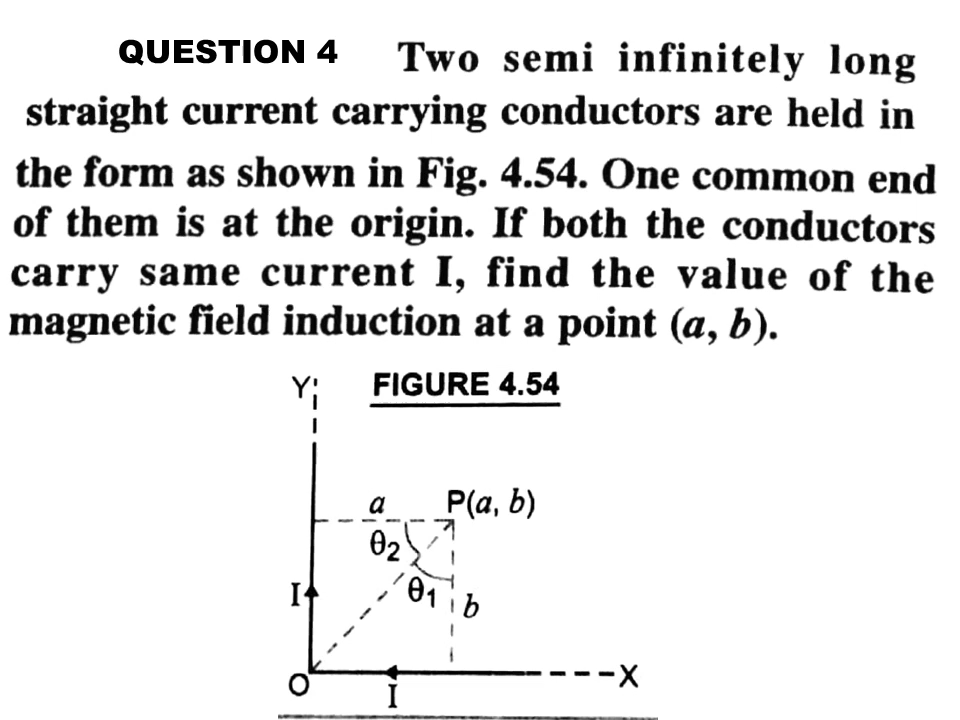 QUESTION 4 Two semi infinitely long
straight current carrying conductors are held in
the form as shown in Fig. 4.54. One common end
of them is at the origin. If both the conductors
carry same current I, find the value of the
magnetic field induction at a point (a, b).
Y FIGURE 4.54
a P(a, b)
θ2
I θ1 b
O I X